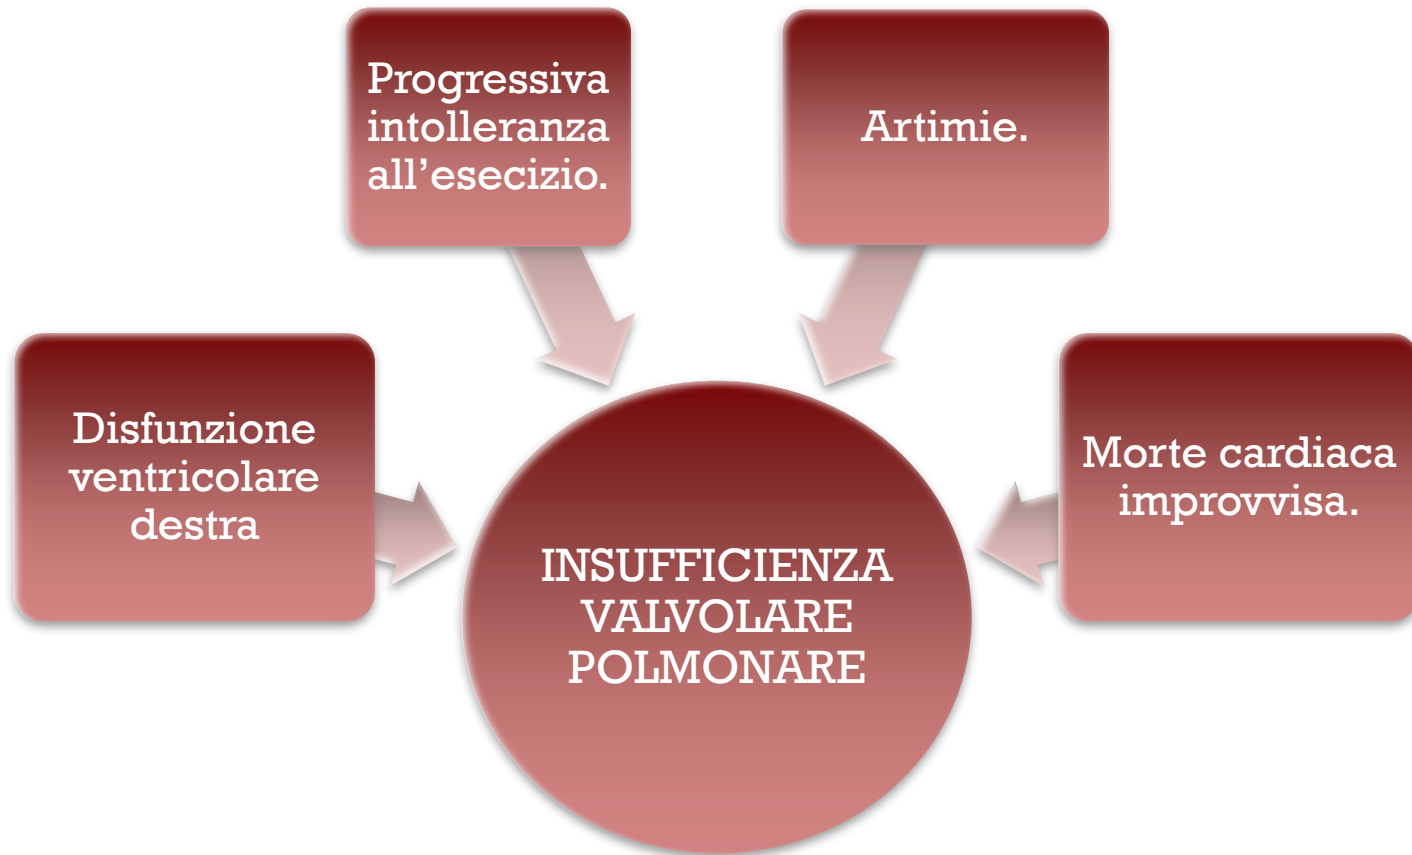 Progressiva
intolleranza
all’esecizio.
Artimie.
Disfunzione
ventricolare
destra
Morte cardiaca
improvvisa.
INSUFFICIENZA
VALVOLARE
POLMONARE